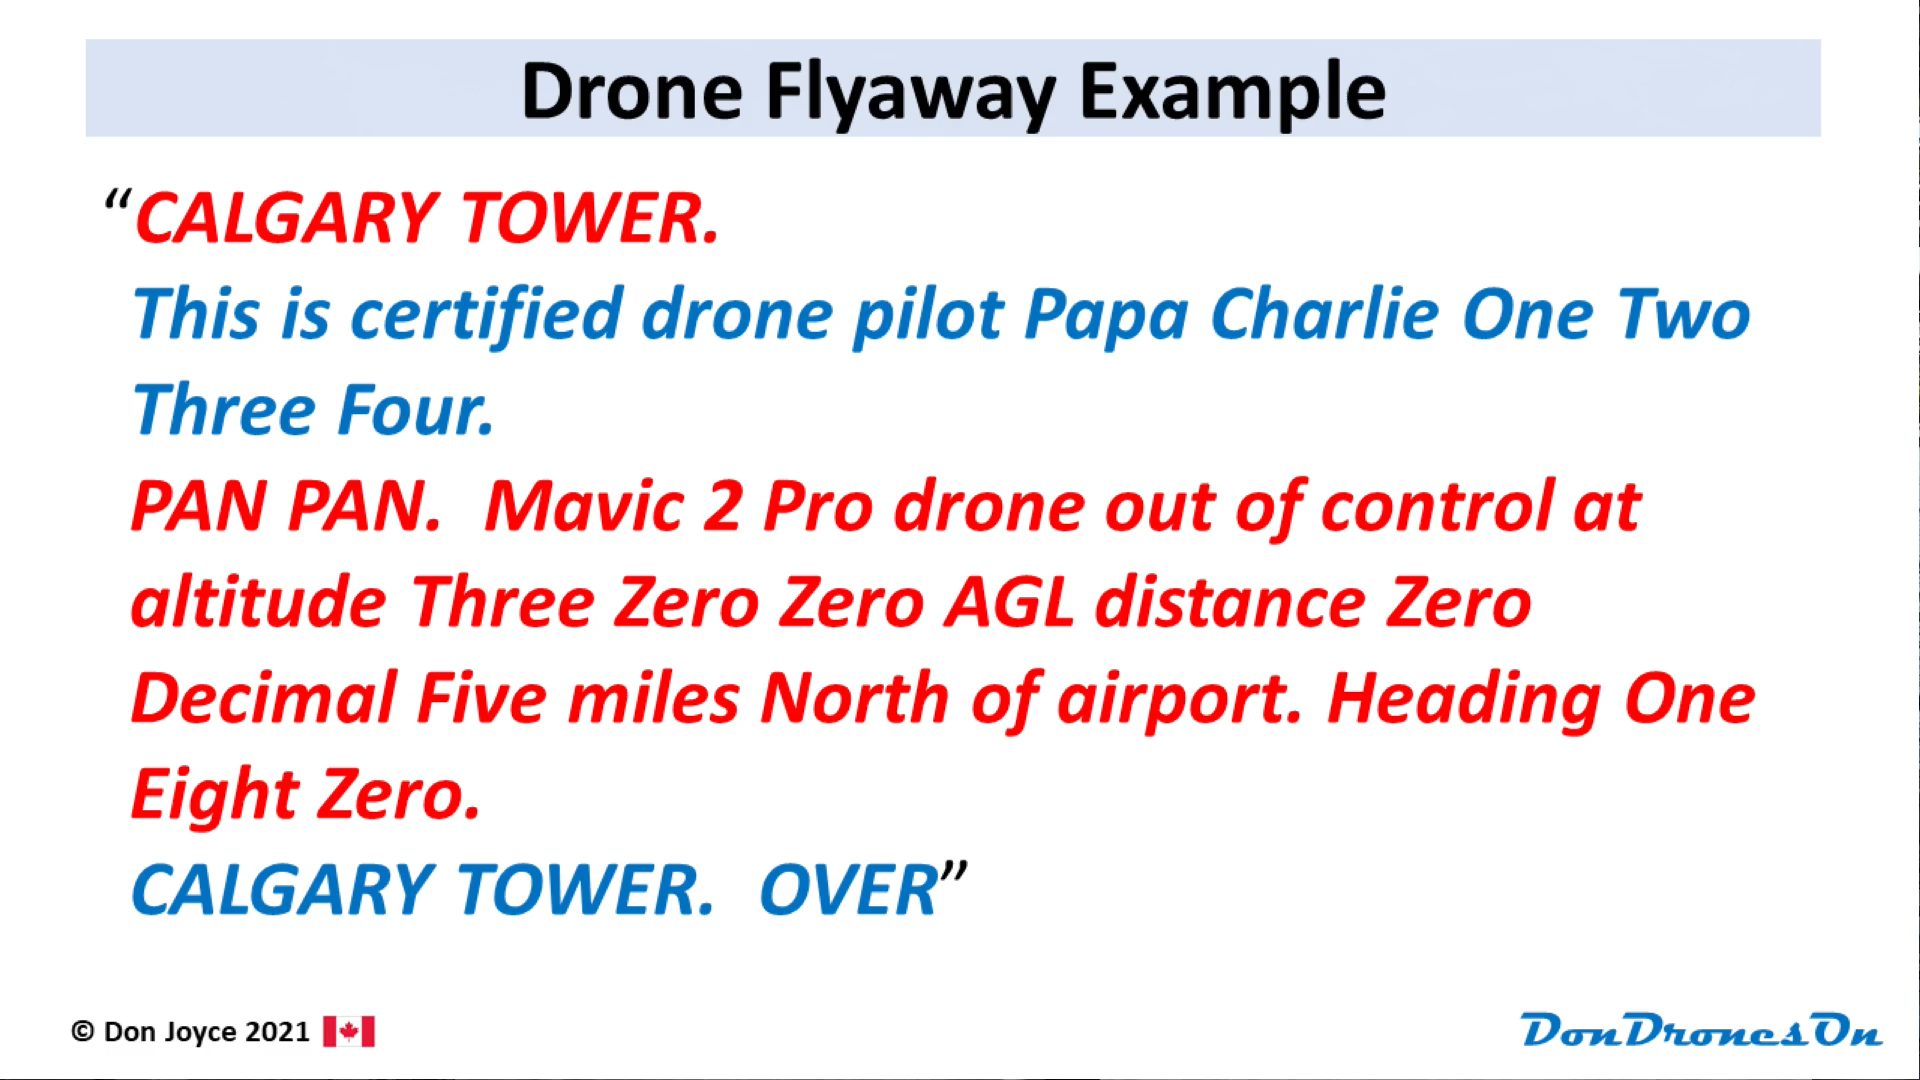 Drone Flyaway Example
“CALGARY TOWER.
This is certified drone pilot Papa Charlie One Two
Three Four.
PAN PAN.  Mavic 2 Pro drone out of control at
altitude Three Zero Zero AGL distance Zero
Decimal Five miles North of airport. Heading One
Eight Zero.
CALGARY TOWER.  OVER”
© Don Joyce 2021
DonDronesOn